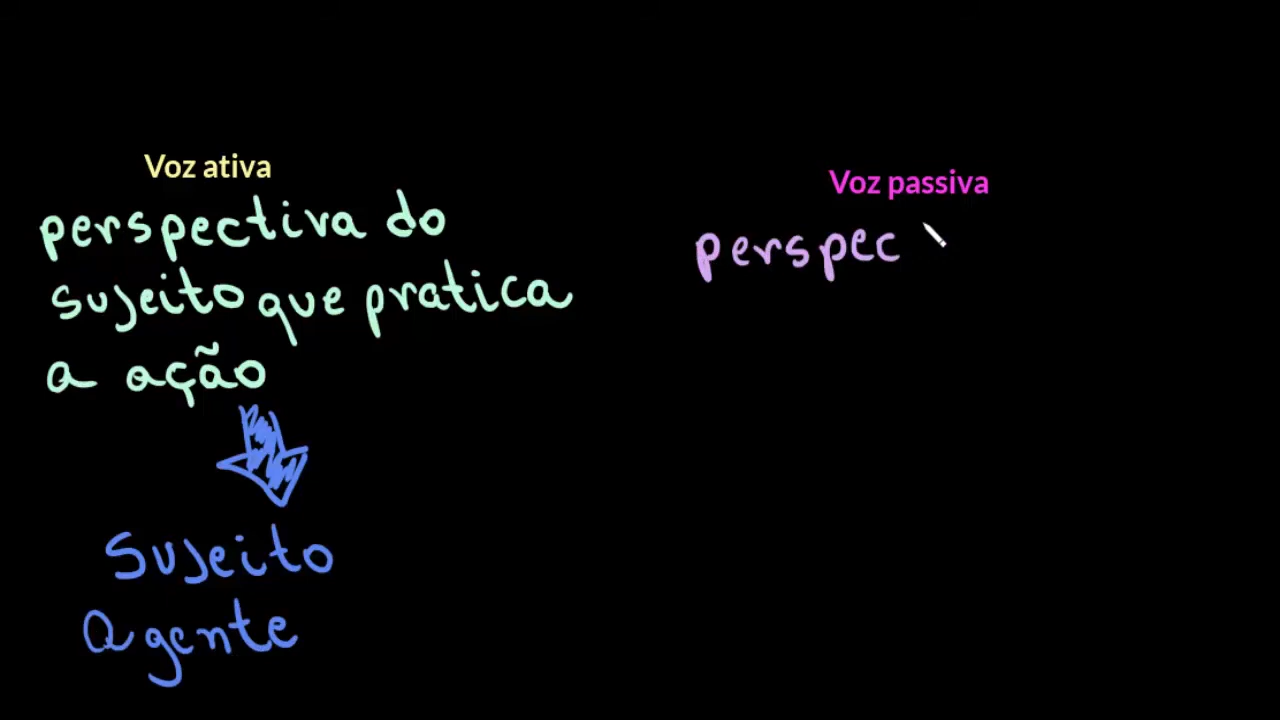 Voz ativa
perspectiva do
sujeito que pratica
a ação
Sujeito
agente
Voz passiva
perspec